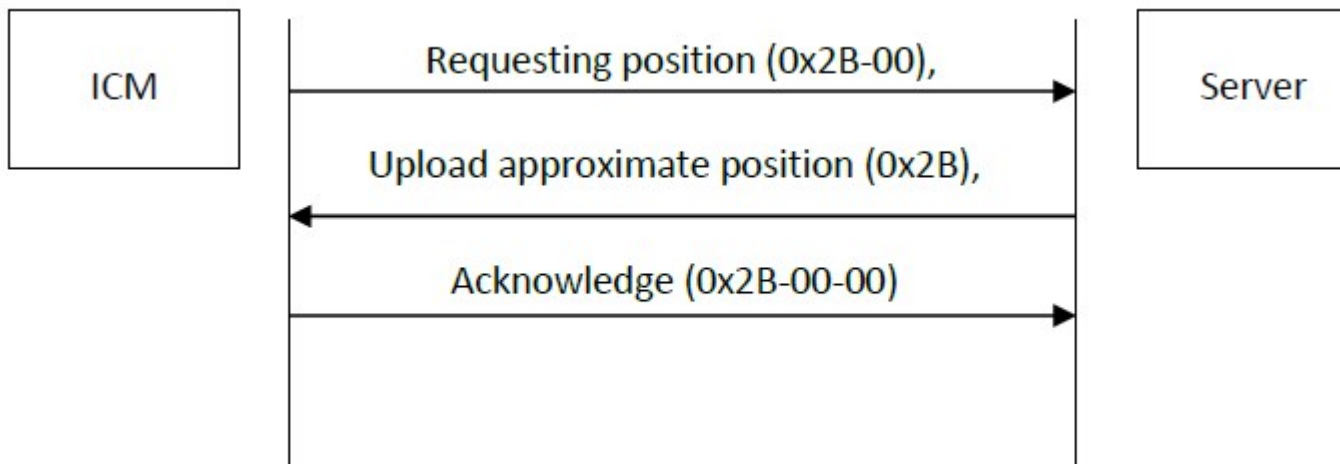 ICM
Requesting position (0x2B-00),
Server
Upload approximate position (0x2B),
Acknowledge (0x2B-00-00)